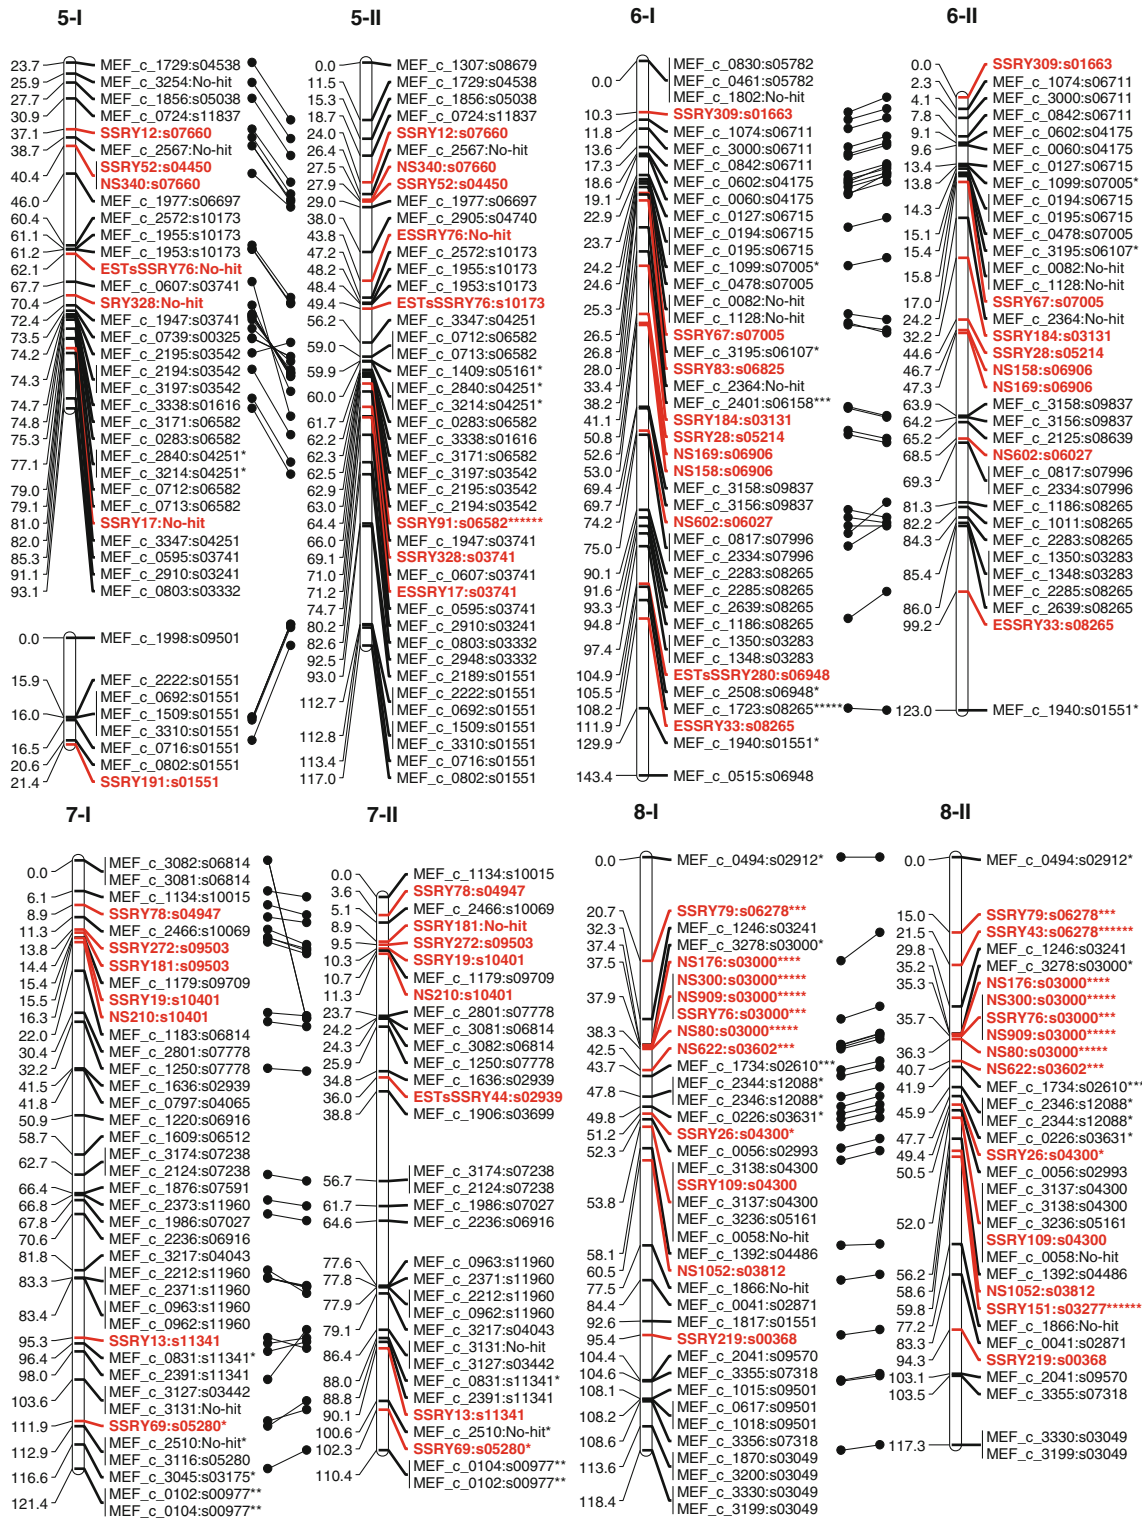 5-I
23.7
25.9
27.7
30.9
37.1
38.7
40.4
46.0
60.4
61.1
61.2
62.1
67.7
70.4
72.4
73.5
74.2
74.3
74.7
74.8
75.3
77.1
79.0
79.1
81.0
82.0
85.3
91.1
93.1
MEF_c_1729:s04538
MEF_c_3254:No-hit
MEF_c_1856:s05038
MEF_c_0724:s11837
SSRY12:s07660
MEF_c_2567:No-hit
SSRY52:s04450
NS340:s07660
MEF_c_1977:s06697
MEF_c_2572:s10173
MEF_c_1955:s10173
MEF_c_1953:s10173
ESTsSSRY76:No-hit
MEF_c_0607:s03741
SRY328:No-hit
MEF_c_1947:s03741
MEF_c_0739:s00325
MEF_c_2195:s03542
MEF_c_2194:s03542
MEF_c_3197:s03542
MEF_c_3338:s01616
MEF_c_3171:s06582
MEF_c_0283:s06582
MEF_c_2840:s04251*
MEF_c_3214:s04251*
MEF_c_0712:s06582
MEF_c_0713:s06582
SSRY17:No-hit
MEF_c_3347:s04251
MEF_c_0595:s03741
MEF_c_2910:s03241
MEF_c_0803:s03332
0.0
15.9
16.0
16.5
20.6
21.4
MEF_c_1998:s09501
MEF_c_2222:s01551
MEF_c_0692:s01551
MEF_c_1509:s01551
MEF_c_3310:s01551
MEF_c_0716:s01551
MEF_c_0802:s01551
SSRY191:s01551
5-II
0.0
11.5
15.3
18.7
24.0
26.4
27.5
27.9
29.0
38.0
43.8
47.2
48.2
48.4
49.4
56.2
59.0
59.9
60.0
61.7
62.2
62.3
62.5
62.9
63.0
64.4
66.0
69.1
71.0
71.2
74.7
80.2
82.6
92.5
93.0
112.7
112.8
113.4
117.0
MEF_c_1307:s08679
MEF_c_1729:s04538
MEF_c_1856:s05038
MEF_c_0724:s11837
SSRY12:s07660
MEF_c_2567:No-hit
NS340:s07660
SSRY52:s04450
MEF_c_1977:s06697
MEF_c_2905:s04740
ESSRY76:No-hit
MEF_c_2572:s10173
MEF_c_1955:s10173
MEF_c_1953:s10173
ESTsSSRY76:s10173
MEF_c_3347:s04251
MEF_c_0712:s06582
MEF_c_0713:s06582
MEF_c_1409:s05161*
MEF_c_2840:s04251*
MEF_c_3214:s04251*
MEF_c_0283:s06582
MEF_c_3338:s01616
MEF_c_3171:s06582
MEF_c_3197:s03542
MEF_c_2195:s03542
MEF_c_2194:s03542
SSRY91:s06582******
MEF_c_1947:s03741
SSRY328:s03741
MEF_c_0607:s03741
ESSRY17:s03741
MEF_c_0595:s03741
MEF_c_2910:s03241
MEF_c_0803:s03332
MEF_c_2948:s03332
MEF_c_2189:s01551
MEF_c_2222:s01551
MEF_c_0692:s01551
MEF_c_1509:s01551
MEF_c_3310:s01551
MEF_c_0716:s01551
MEF_c_0802:s01551
6-I
0.0
10.3
11.8
13.6
17.3
18.6
19.1
22.9
23.7
24.2
24.6
25.3
26.5
26.8
28.0
33.4
38.2
41.1
50.8
52.6
53.0
69.4
69.7
74.2
75.0
90.1
91.6
93.3
94.8
97.4
104.9
105.5
108.2
111.9
129.9
143.4
MEF_c_0830:s05782
MEF_c_0461:s05782
MEF_c_1802:No-hit
SSRY309:s01663
MEF_c_1074:s06711
MEF_c_3000:s06711
MEF_c_0842:s06711
MEF_c_0602:s04175
MEF_c_0060:s04175
MEF_c_0127:s06715
MEF_c_0194:s06715
MEF_c_0195:s06715
MEF_c_1099:s07005*
MEF_c_0478:s07005
MEF_c_0082:No-hit
MEF_c_1128:No-hit
SSRY67:s07005
MEF_c_3195:s06107*
SSRY83:s06825
MEF_c_2364:No-hit
MEF_c_2401:s06158***
SSRY184:s03131
SSRY28:s05214
NS169:s06906
NS158:s06906
MEF_c_3158:s09837
MEF_c_3156:s09837
NS602:s06027
MEF_c_0817:s07996
MEF_c_2334:s07996
MEF_c_2283:s08265
MEF_c_2285:s08265
MEF_c_2639:s08265
MEF_c_1186:s08265
MEF_c_1350:s03283
MEF_c_1348:s03283
ESTsSSRY280:s06948
MEF_c_2508:s06948*
MEF_c_1723:s08265*****
ESSRY33:s08265
MEF_c_1940:s01551*
MEF_c_0515:s06948
6-II
0.0
2.3
4.1
7.8
9.1
9.6
13.4
13.8
14.3
15.1
15.4
15.8
17.0
24.2
32.2
44.6
46.7
47.3
63.9
64.2
65.2
68.5
69.3
81.3
82.2
84.3
85.4
86.0
99.2
123.0
SSRY309:s01663
MEF_c_1074:s06711
MEF_c_3000:s06711
MEF_c_0842:s06711
MEF_c_0602:s04175
MEF_c_0060:s04175
MEF_c_0127:s06715
MEF_c_1099:s07005*
MEF_c_0194:s06715
MEF_c_0195:s06715
MEF_c_0478:s07005
MEF_c_3195:s06107*
MEF_c_0082:No-hit
MEF_c_1128:No-hit
SSRY67:s07005
MEF_c_2364:No-hit
SSRY184:s03131
SSRY28:s05214
NS158:s06906
NS169:s06906
MEF_c_3158:s09837
MEF_c_3156:s09837
MEF_c_2125:s08639
NS602:s06027
MEF_c_0817:s07996
MEF_c_2334:s07996
MEF_c_1186:s08265
MEF_c_1011:s08265
MEF_c_2283:s08265
MEF_c_1350:s03283
MEF_c_1348:s03283
MEF_c_2285:s08265
MEF_c_2639:s08265
ESSRY33:s08265
MEF_c_1940:s01551*
7-I
0.0
6.1
8.9
11.3
13.8
14.4
15.4
15.5
16.3
22.0
30.4
32.2
41.5
41.8
50.9
58.7
62.7
66.4
66.8
67.8
70.6
81.8
83.3
83.4
95.3
96.4
98.0
103.6
111.9
112.9
116.6
121.4
MEF_c_3082:s06814
MEF_c_3081:s06814
MEF_c_1134:s10015
SSRY78:s04947
MEF_c_2466:s10069
SSRY272:s09503
SSRY181:s09503
MEF_c_1179:s09709
SSRY19:s10401
NS210:s10401
MEF_c_1183:s06814
MEF_c_2801:s07778
MEF_c_1250:s07778
MEF_c_1636:s02939
MEF_c_0797:s04065
MEF_c_1220:s06916
MEF_c_1609:s06512
MEF_c_3174:s07238
MEF_c_2124:s07238
MEF_c_1876:s07591
MEF_c_2373:s11960
MEF_c_1986:s07027
MEF_c_2236:s06916
MEF_c_3217:s04043
MEF_c_2212:s11960
MEF_c_2371:s11960
MEF_c_0963:s11960
MEF_c_0962:s11960
SSRY13:s11341
MEF_c_0831:s11341*
MEF_c_2391:s11341
MEF_c_3127:s03442
MEF_c_3131:No-hit
SSRY69:s05280*
MEF_c_2510:No-hit*
MEF_c_3116:s05280
MEF_c_3045:s03175*
MEF_c_0102:s00977**
MEF_c_0104:s00977**
7-II
0.0
3.6
5.1
8.9
9.5
10.3
10.7
11.3
23.7
24.2
24.3
25.9
34.8
36.0
38.8
56.7
61.7
64.6
77.6
77.8
77.9
79.1
86.4
88.0
88.8
90.1
100.6
102.3
110.4
MEF_c_1134:s10015
SSRY78:s04947
MEF_c_2466:s10069
SSRY181:No-hit
SSRY272:s09503
SSRY19:s10401
MEF_c_1179:s09709
NS210:s10401
MEF_c_2801:s07778
MEF_c_3081:s06814
MEF_c_3082:s06814
MEF_c_1250:s07778
MEF_c_1636:s02939
ESTsSSRY44:s02939
MEF_c_1906:s03699
MEF_c_3174:s07238
MEF_c_2124:s07238
MEF_c_1986:s07027
MEF_c_2236:s06916
MEF_c_0963:s11960
MEF_c_2371:s11960
MEF_c_2212:s11960
MEF_c_0962:s11960
MEF_c_3217:s04043
MEF_c_3131:No-hit
MEF_c_3127:s03442
MEF_c_0831:s11341*
MEF_c_2391:s11341
SSRY13:s11341
MEF_c_2510:No-hit*
SSRY69:s05280*
MEF_c_0104:s00977**
MEF_c_0102:s00977**
8-I
0.0
20.7
32.3
37.4
37.5
37.9
38.3
42.5
43.7
47.8
49.8
51.2
52.3
53.8
58.1
60.5
77.5
84.4
92.6
95.4
104.4
104.6
108.1
108.2
108.6
113.6
118.4
MEF_c_0494:s02912*
SSRY79:s06278***
MEF_c_1246:s03241
MEF_c_3278:s03000*
NS176:s03000****
NS300:s03000*****
NS909:s03000*****
SSRY76:s03000***
NS80:s03000*****
NS622:s03602***
MEF_c_1734:s02610***
MEF_c_2344:s12088*
MEF_c_2346:s12088*
MEF_c_0226:s03631*
SSRY26:s04300*
MEF_c_0056:s02993
MEF_c_3138:s04300
SSRY109:s04300
MEF_c_3137:s04300
MEF_c_3236:s05161
MEF_c_0058:No-hit
MEF_c_1392:s04486
NS1052:s03812
MEF_c_1866:No-hit
MEF_c_0041:s02871
MEF_c_1817:s01551
SSRY219:s00368
MEF_c_2041:s09570
MEF_c_3355:s07318
MEF_c_1015:s09501
MEF_c_0617:s09501
MEF_c_1018:s09501
MEF_c_3356:s07318
MEF_c_1870:s03049
MEF_c_3200:s03049
MEF_c_3330:s03049
MEF_c_3199:s03049
8-II
0.0
15.0
21.5
29.8
35.2
35.3
35.7
36.3
40.7
41.9
45.9
47.7
49.4
50.5
52.0
56.2
58.6
59.8
77.2
83.3
94.3
103.1
103.5
117.3
MEF_c_0494:s02912*
SSRY79:s06278***
SSRY43:s06278******
MEF_c_1246:s03241
MEF_c_3278:s03000*
NS176:s03000****
NS300:s03000*****
SSRY76:s03000****
NS909:s03000*****
NS80:s03000*****
NS622:s03602***
MEF_c_1734:s02610***
MEF_c_2346:s12088*
MEF_c_2344:s12088*
MEF_c_0226:s03631*
SSRY26:s04300*
MEF_c_0056:s02993
MEF_c_3137:s04300
MEF_c_3138:s04300
MEF_c_3236:s05161
SSRY109:s04300
MEF_c_0058:No-hit
MEF_c_1392:s04486
NS1052:s03812
SSRY151:s03277******
MEF_c_1866:No-hit
MEF_c_0041:s02871
SSRY219:s00368
MEF_c_2041:s09570
MEF_c_3355:s07318
MEF_c_3330:s03049
MEF_c_3199:s03049